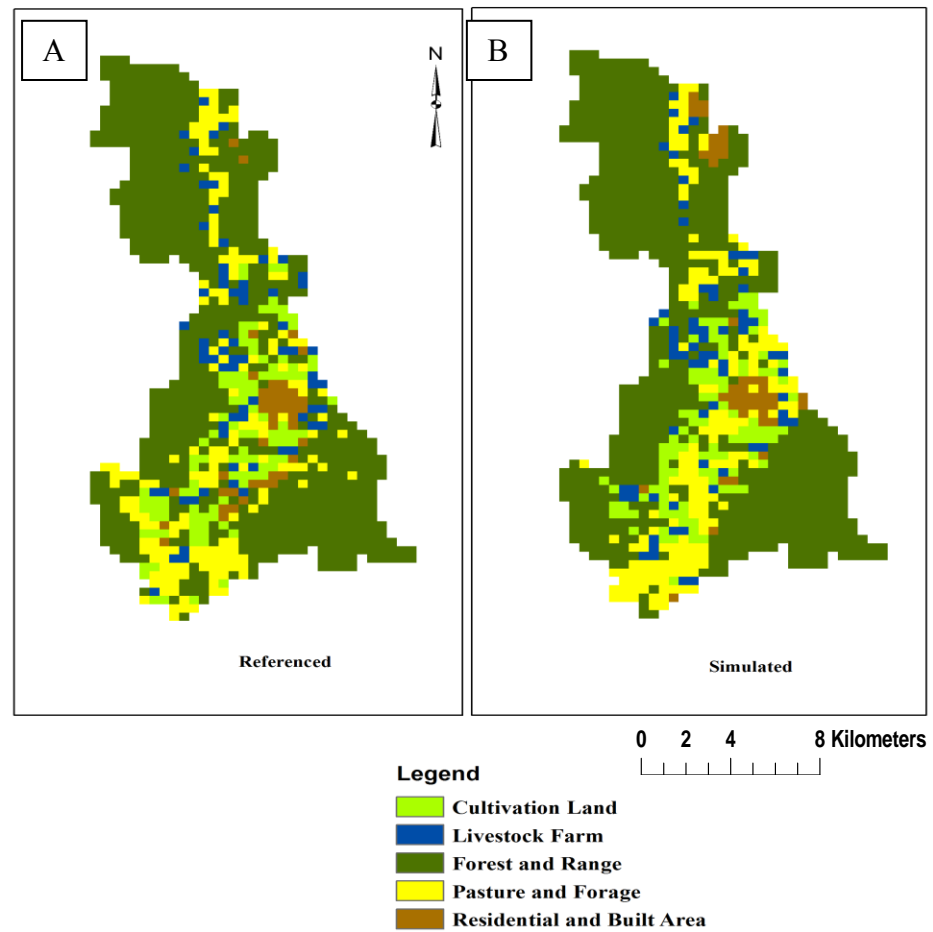 A
B
N
Referenced
Simulated
0 2 4 8 Kilometers
Legend
Cultivation Land
Livestock Farm
Forest and Range
Pasture and Forage
Residential and Built Area